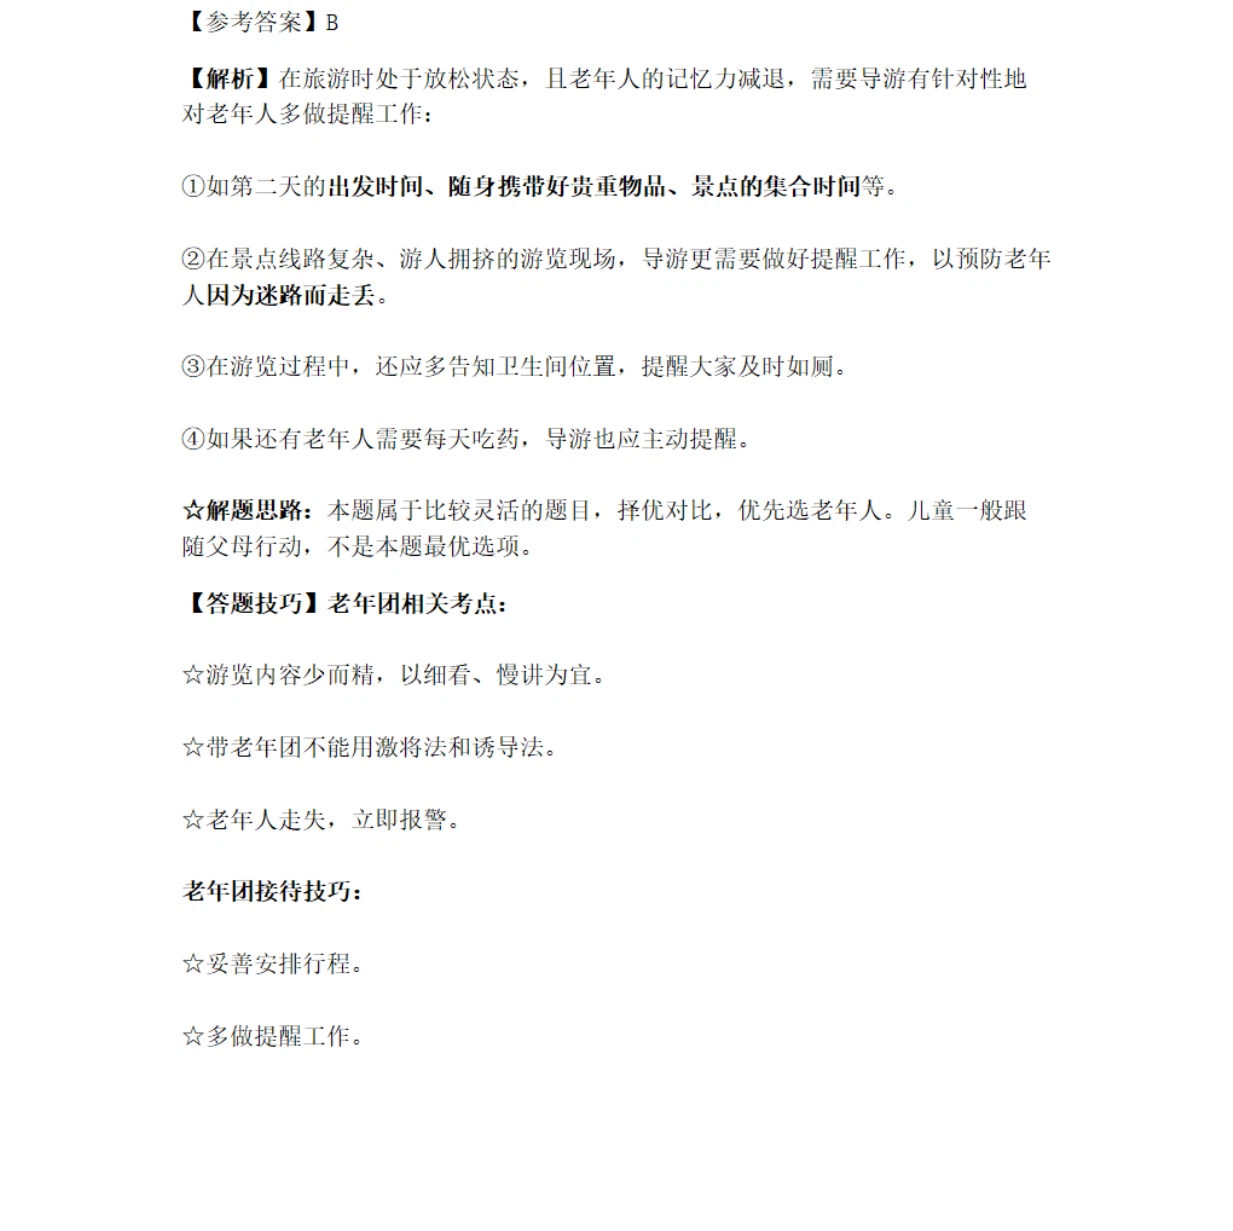 【参考答案】B
【解析】在旅游时处于放松状态，且老年人的记忆力减退，需要导游有针对性地
对老年人多做提醒工作：
①如第二天的出发时间、随身携带好贵重物品、景点的集合时间等。
②在景点线路复杂、游人拥挤的游览现场，导游更需要做好提醒工作，以预防老年
人因为迷路而走丢。
③在游览过程中，还应多告知卫生间位置，提醒大家及时如厕。
④如果还有老年人需要每天吃药，导游也应主动提醒。
☆解题思路：本题属于比较灵活的题目，择优对比，优先选老年人。儿童一般跟
随父母行动，不是本题最优选项。
【答题技巧】老年团相关考点：
☆游览内容少而精，以细看、慢讲为宜。
☆带老年团不能用激将法和诱导法。
☆老年人走失，立即报警。
老年团接待技巧：
☆妥善安排行程。
☆多做提醒工作。